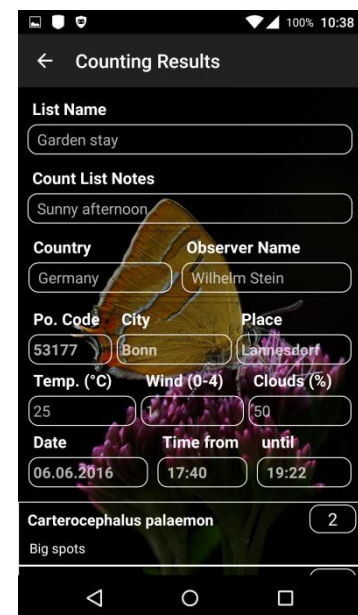 100% 10:38
Counting Results
List Name
Garden stay
Count List Notes
Sunny afternoon
Country Observer Name
Germany Wilhelm Stein
Po. Code City Place
53177 Bonn Lannesdorf
Temp. (°C) Wind (0-4) Clouds (%)
25 1 50
Date Time from until
06.06.2016 17:40 19:22
Carterocephalus palaemon 2
Big spots